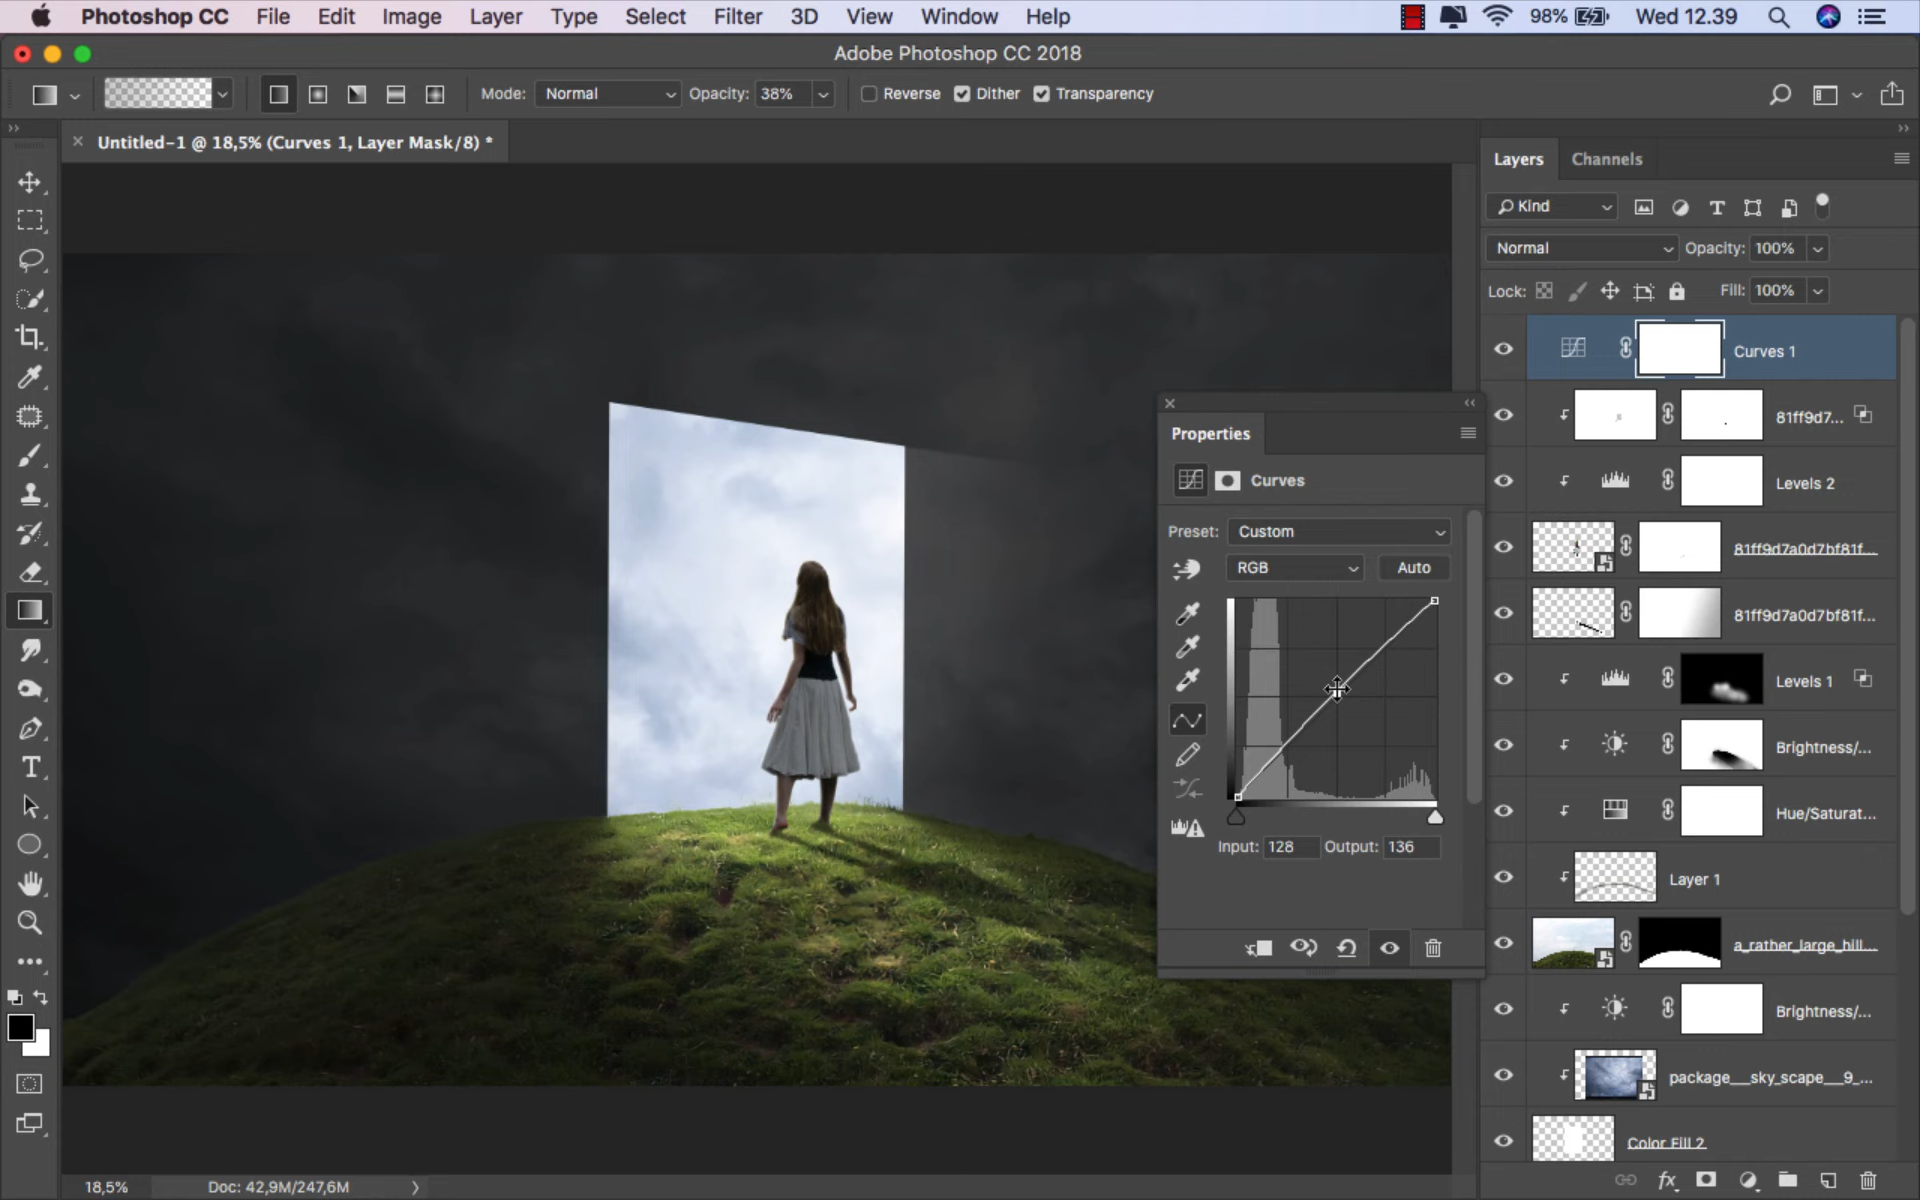 Photoshop CC File Edit Image Layer Type Select Filter 3D View Window Help 98% Wed 12.39
Adobe Photoshop CC 2018
Mode: Normal Opacity: 38% Reverse Dither Transparency
Untitled-1 @ 18,5% (Curves 1, Layer Mask/8) *
Layers Channels
Kind
Normal Opacity: 100%
Lock: Fill: 100%
Curves 1
81ff9d7...
Levels 2
81ff9d7a0d7bf81f...
81ff9d7a0d7bf81f...
Levels 1
Brightness/...
Hue/Saturat...
Layer 1
a_rather_large_hill...
Brightness/...
package__sky_scape__9_...
Color Fill 2
Properties
Curves
Preset: Custom
RGB Auto
Input: 128 Output: 136
18,5% Doc: 42,9M/247,6M